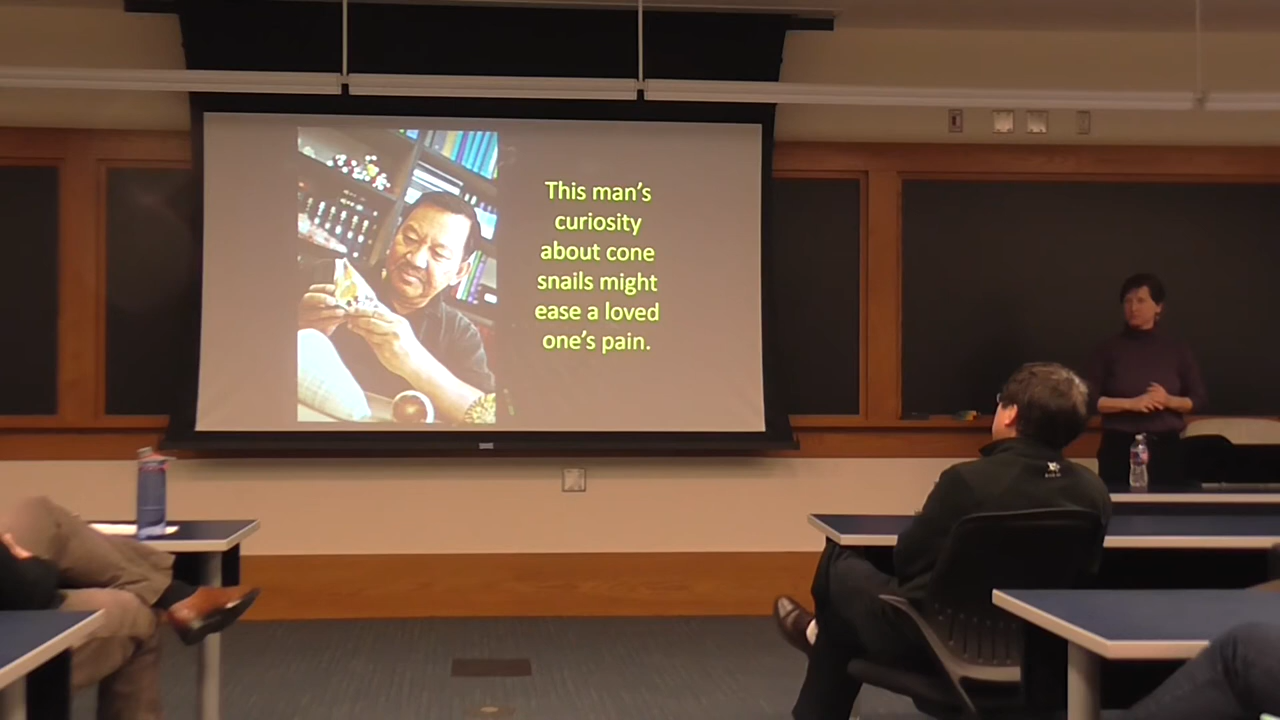 This man's
curiosity
about cone
snails might
ease a loved
one's pain.